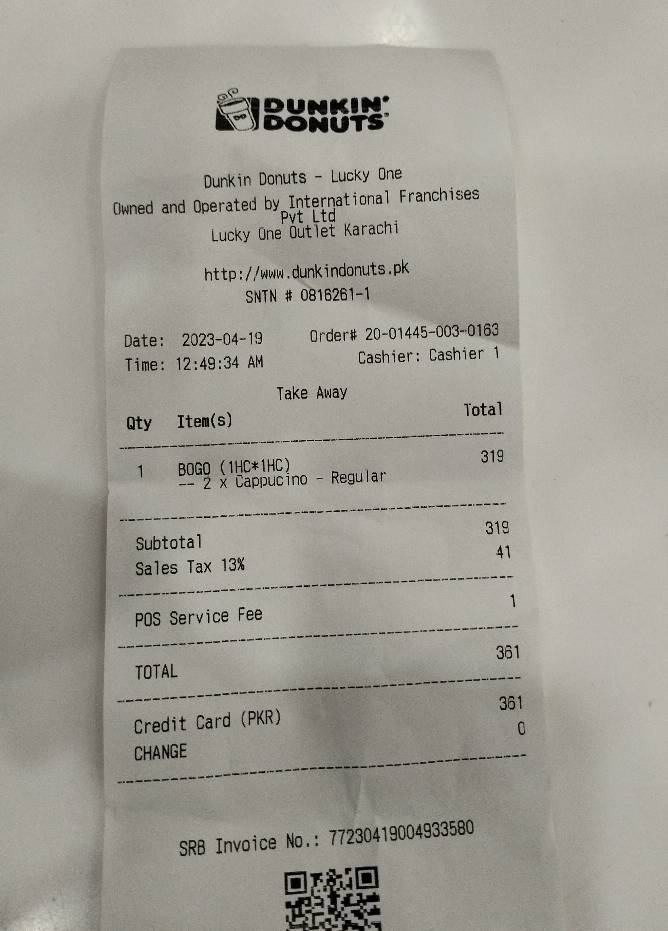 DUNKIN'
DONUTS
Dunkin Donuts - Lucky One
Owned and Operated by International Franchises
Pvt Ltd
Lucky One Outlet Karachi
http://www.dunkindonuts.pk
SNTN # 0816261-1
Date: 2023-04-19 Order# 20-01445-003-0163
Time: 12:49:34 AM Cashier: Cashier 1
Take Away
Qty Item(s) Total
1 BOGO (1HC*1HC) 319
-- 2 x Cappucino - Regular
Subtotal 319
Sales Tax 13% 41
POS Service Fee 1
TOTAL 361
Credit Card (PKR) 361
CHANGE 0
SRB Invoice No.: 77230419004933580